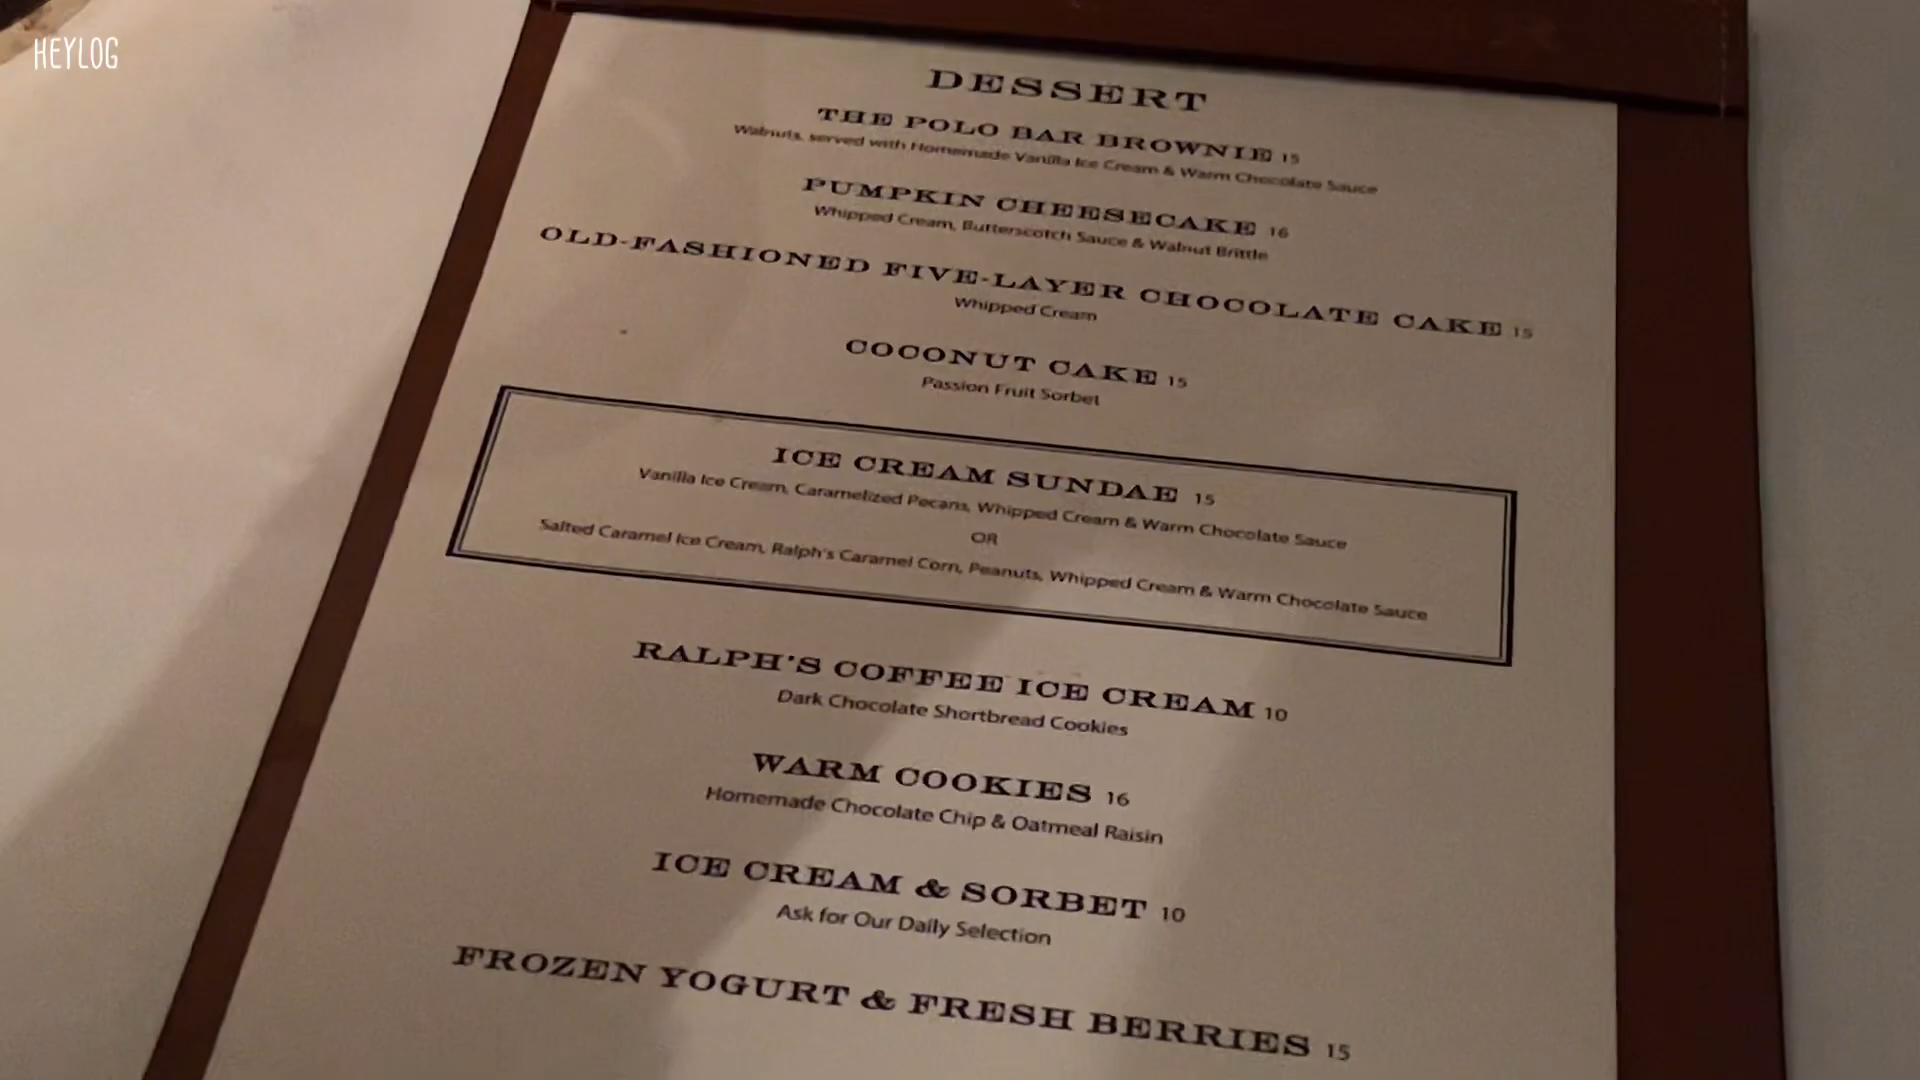 HEYLOG
DESSERT
THE POLO BAR BROWNIE 15
Walnuts, served with Homemade Vanilla Ice Cream & Warm Chocolate Sauce
PUMPKIN CHEESECAKE 16
Whipped Cream, Butterscotch Sauce & Walnut Brittle
OLD-FASHIONED FIVE-LAYER CHOCOLATE CAKE 15
Whipped Cream
COCONUT CAKE 15
Passion Fruit Sorbet
ICE CREAM SUNDAE 15
Vanilla Ice Cream, Caramelized Pecans, Whipped Cream & Warm Chocolate Sauce
OR
Salted Caramel Ice Cream, Ralph's Caramel Corn, Peanuts, Whipped Cream & Warm Chocolate Sauce
RALPH'S COFFEE ICE CREAM 10
Dark Chocolate Shortbread Cookies
WARM COOKIES 16
Homemade Chocolate Chip & Oatmeal Raisin
ICE CREAM & SORBET 10
Ask for Our Daily Selection
FROZEN YOGURT & FRESH BERRIES 15